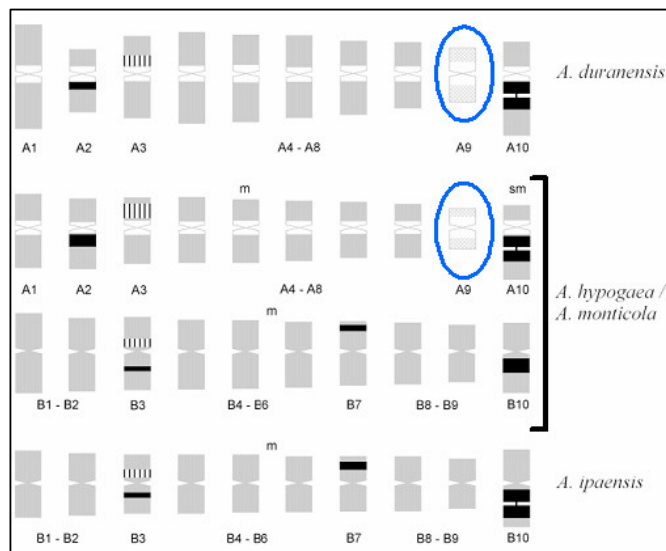 A. duranensis
A1 A2 A3 A4 - A8 A9 A10
m sm
A1 A2 A3 A4 - A8 A9 A10
A. hypogaea /
A. monticola
m
B1 - B2 B3 B4 - B6 B7 B8 - B9 B10
m
A. ipaensis
B1 - B2 B3 B4 - B6 B7 B8 - B9 B10